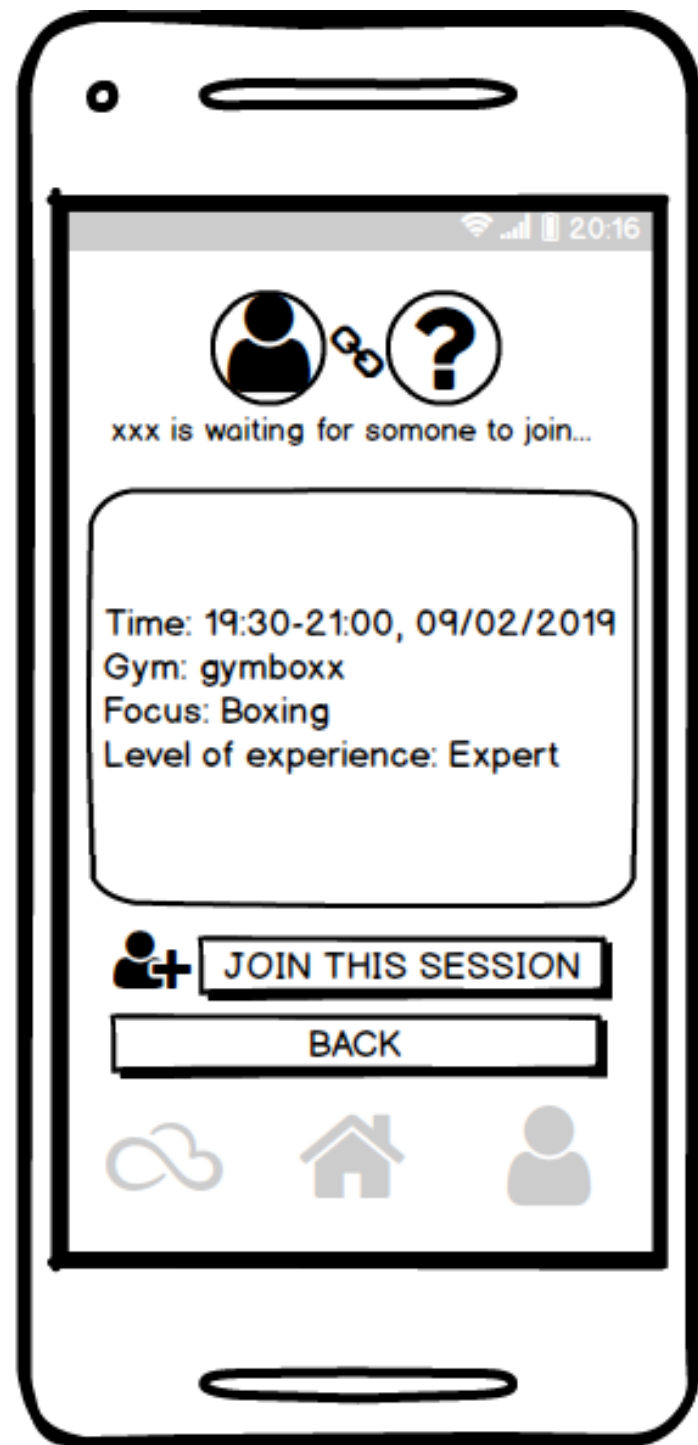 20:16
?
xxx is waiting for somone to join...
Time: 19:30-21:00, 09/02/2019
Gym: gymboxx
Focus: Boxing
Level of experience: Expert
JOIN THIS SESSION
BACK